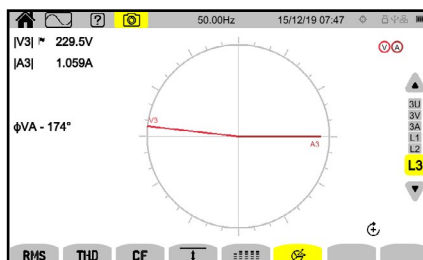 50.00Hz 15/12/19 07:47
|V3| 229.5V
|A3| 1.059A
V A
V3
A3
φVA - 174°
3U
3V
3A
L1
L2
L3
RMS THD CF